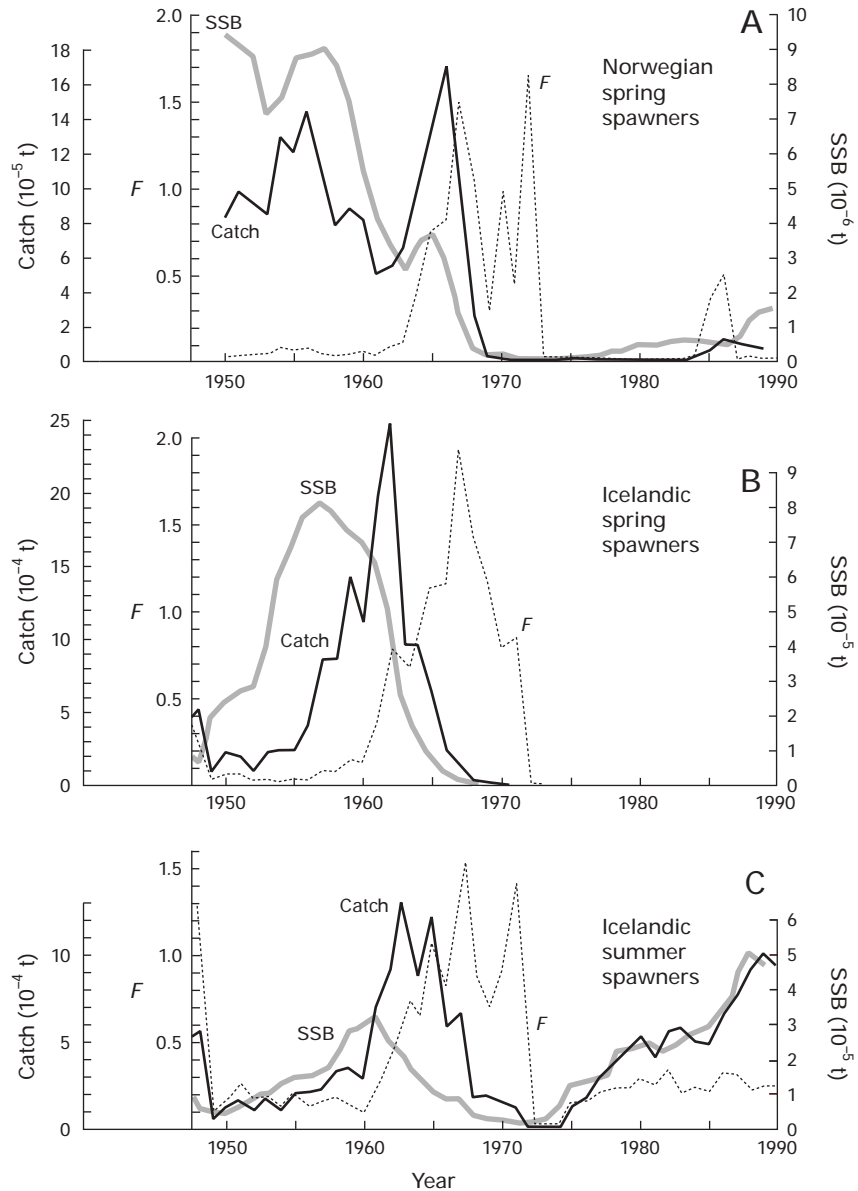 A
SSB
Norwegian
spring
spawners
F
Catch
Catch (10⁻⁵ t)
F
SSB (10⁻⁶ t)
18
16
14
12
10
8
6
4
2
0
2.0
1.5
1.0
0.5
10
9
8
7
6
5
4
3
2
1
0
1950
1960
1970
1980
1990
B
SSB
Icelandic
spring
spawners
Catch
F
Catch (10⁻⁴ t)
F
SSB (10⁻⁵ t)
25
20
15
10
5
0
2.0
1.5
1.0
0.5
9
8
7
6
5
4
3
2
1
0
1950
1960
1970
1980
1990
C
Catch
Icelandic
summer
spawners
SSB
F
Catch (10⁻⁴ t)
F
SSB (10⁻⁵ t)
10
5
0
1.5
1.0
0.5
6
5
4
3
2
1
0
1950
1960
1970
1980
1990
Year